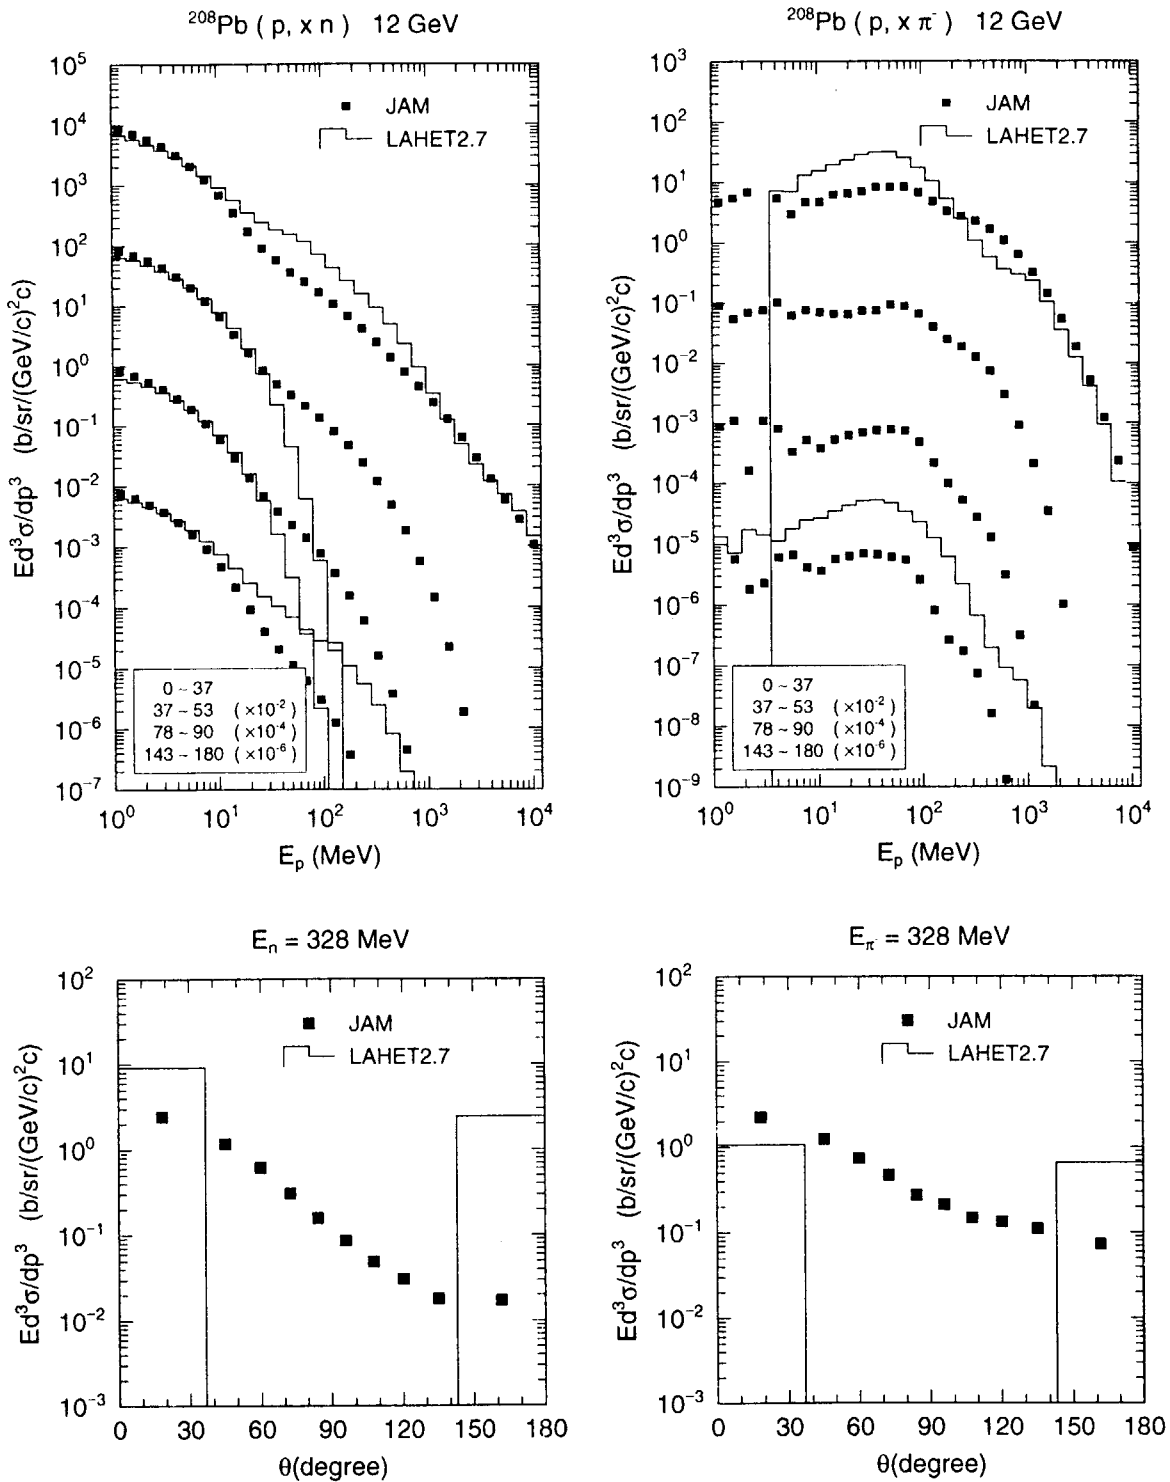 ²⁰⁸Pb ( p, x n ) 12 GeV
10⁵
10⁴
10³
10²
10¹
10⁰
10⁻¹
10⁻²
10⁻³
10⁻⁴
10⁻⁵
10⁻⁶
10⁻⁷
Ed³σ/dp³ (b/sr/(GeV/c)²c)
JAM
LAHET2.7
0 ~ 37
37 ~ 53 (×10⁻²)
78 ~ 90 (×10⁻⁴)
143 ~ 180 (×10⁻⁶)
10⁰ 10¹ 10² 10³ 10⁴
Eₚ (MeV)
²⁰⁸Pb ( p, x π⁻ ) 12 GeV
10³
10²
10¹
10⁰
10⁻¹
10⁻²
10⁻³
10⁻⁴
10⁻⁵
10⁻⁶
10⁻⁷
10⁻⁸
10⁻⁹
Ed³σ/dp³ (b/sr/(GeV/c)²c)
JAM
LAHET2.7
0 ~ 37
37 ~ 53 (×10⁻²)
78 ~ 90 (×10⁻⁴)
143 ~ 180 (×10⁻⁶)
10⁰ 10¹ 10² 10³ 10⁴
Eₚ (MeV)
Eₙ = 328 MeV
10²
10¹
10⁰
10⁻¹
10⁻²
10⁻³
Ed³σ/dp³ (b/sr/(GeV/c)²c)
JAM
LAHET2.7
0 30 60 90 120 150 180
θ(degree)
E_π⁻ = 328 MeV
10²
10¹
10⁰
10⁻¹
10⁻²
10⁻³
Ed³σ/dp³ (b/sr/(GeV/c)²c)
JAM
LAHET2.7
0 30 60 90 120 150 180
θ(degree)